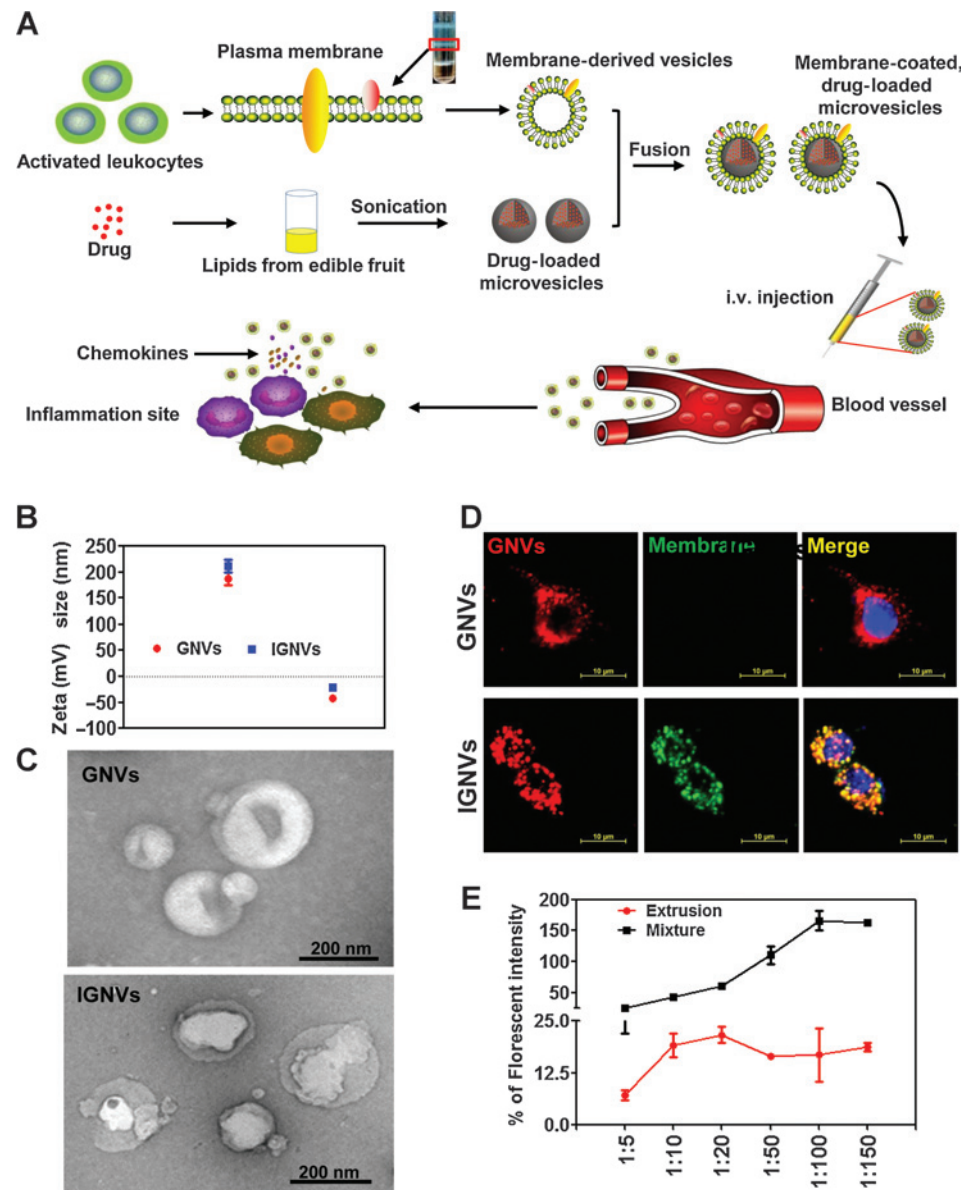 A
Plasma membrane
Membrane-derived vesicles
Membrane-coated,
drug-loaded
microvesicles
Activated leukocytes
Fusion
Drug
Sonication
Lipids from edible fruit
Drug-loaded
microvesicles
i.v. injection
Chemokines
Inflammation site
Blood vessel
B
Zeta (mV) size (nm)
250
200
150
100
50
0
−50
−100
GNVs
IGNVs
C
GNVs
200 nm
IGNVs
200 nm
D
GNVs
Membrane
Merge
GNVs
10 µm
10 µm
10 µm
IGNVs
10 µm
10 µm
10 µm
E
% of Florescent intensity
200
150
100
50
25.0
12.5
0.0
Extrusion
Mixture
1:5
1:10
1:20
1:50
1:100
1:150